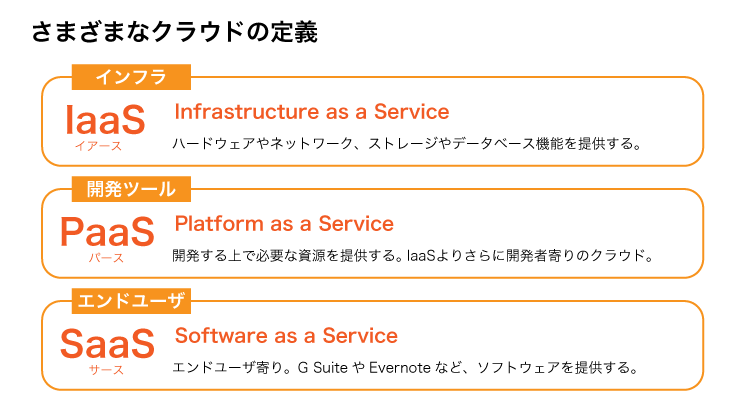 さまざまなクラウドの定義
インフラ
IaaS
イアース
Infrastructure as a Service
ハードウェアやネットワーク、ストレージやデータベース機能を提供する。
開発ツール
PaaS
パース
Platform as a Service
開発する上で必要な資源を提供する。IaaSよりさらに開発者寄りのクラウド。
エンドユーザ
SaaS
サース
Software as a Service
エンドユーザ寄り。G Suite や Evernote など、ソフトウェアを提供する。